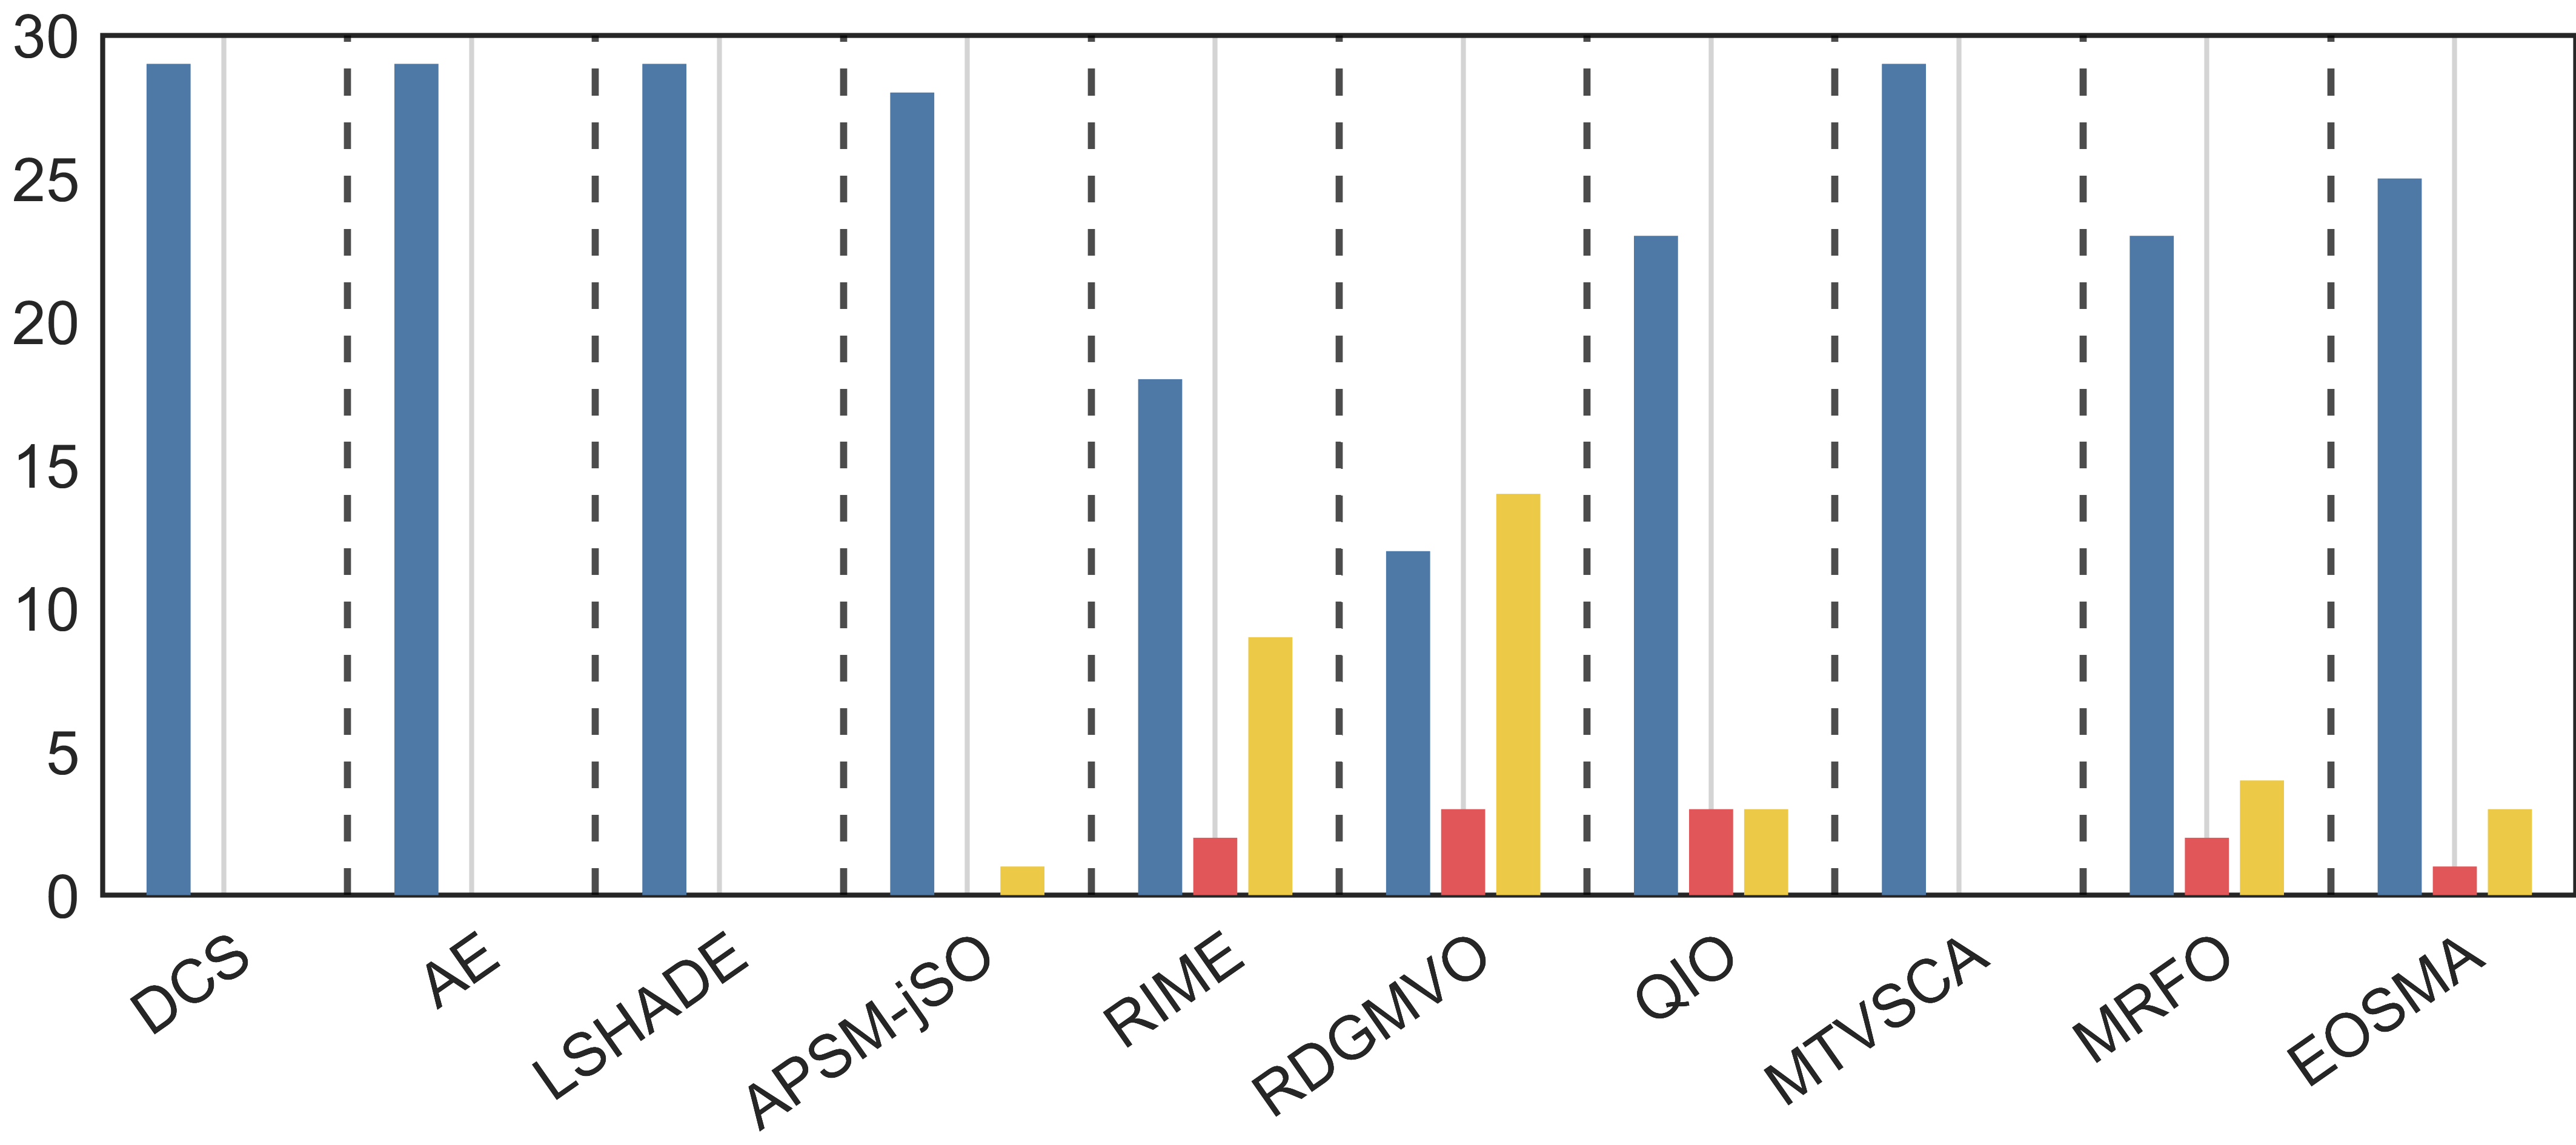 30
25
20
15
10
5
0
DCS
AE
LSHADE
APSM-jSO
RIME
RDGMVO
QIO
MTVSCA
MRFO
EOSMA